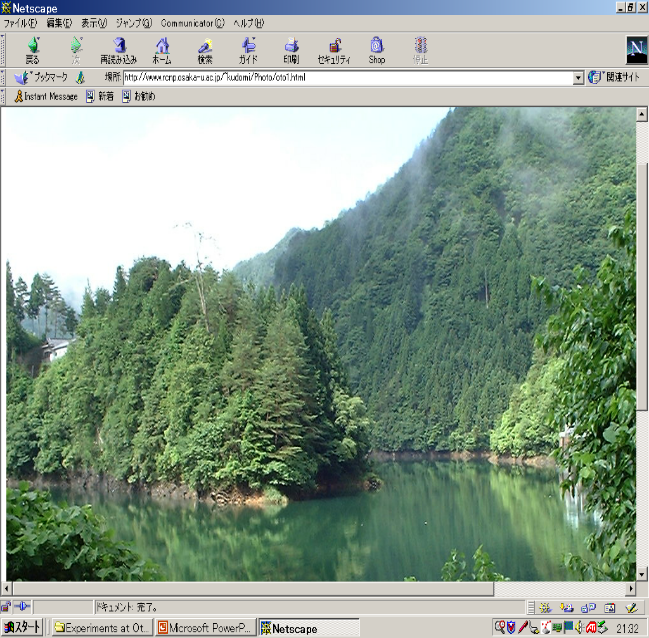 Netscape
ファイル(F) 編集(E) 表示(V) ジャンプ(G) Communicator(C) ヘルプ(H)
戻る 次 再読み込み ホーム 検索 ガイド 印刷 セキュリティ Shop 停止
N
ブックマーク 場所: http://www.rcnp.osaka-u.ac.jp/~kudomi/Photo/oto1.html 関連サイト
Instant Message 新着 お勧め
ドキュメント: 完了。
スタート Experiments at Ot... Microsoft PowerP... Netscape 21:32